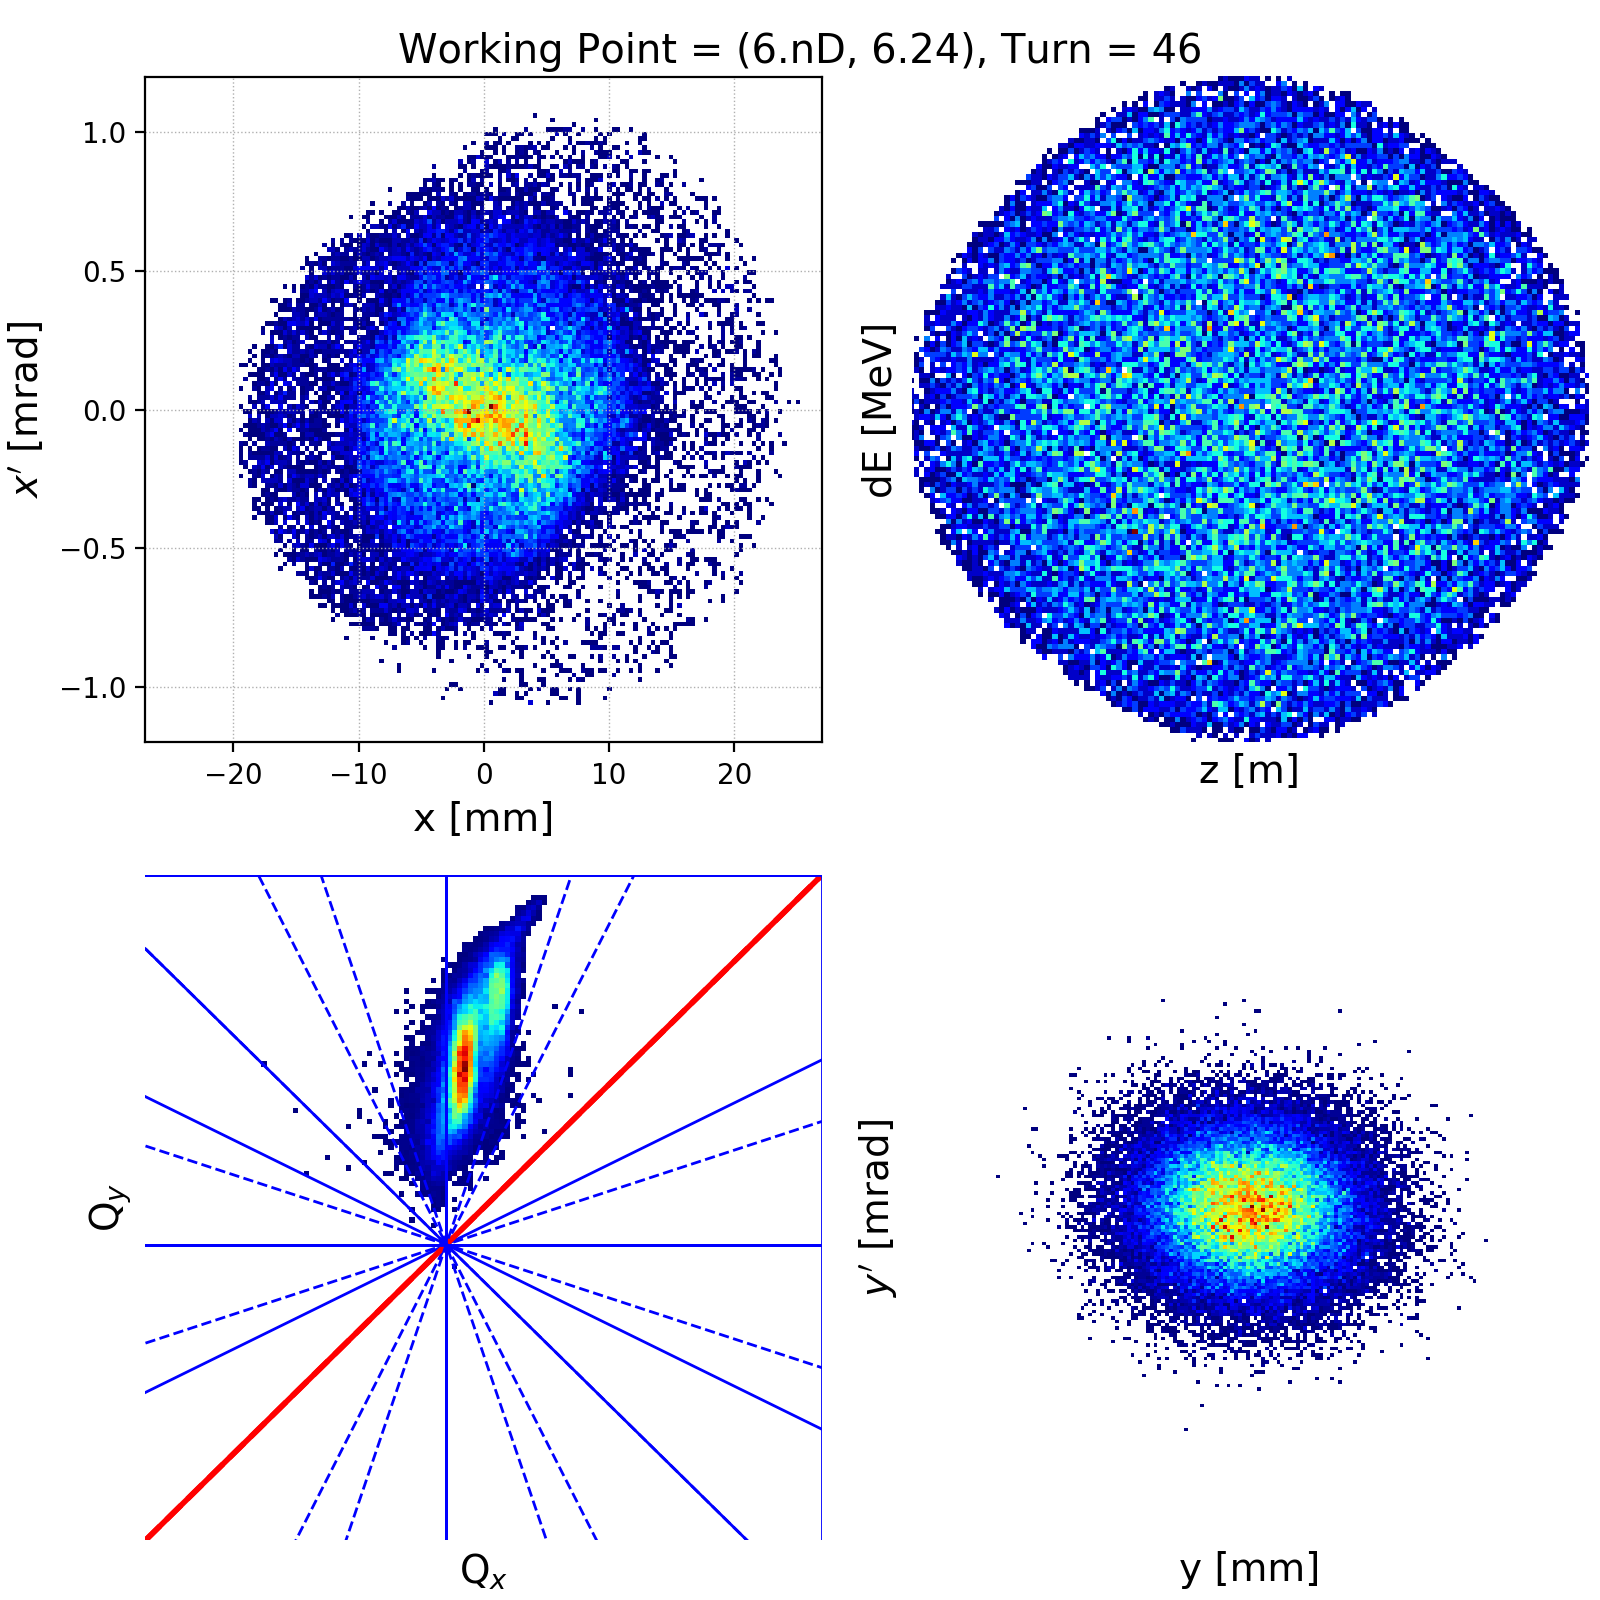 Working Point = (6.nD, 6.24), Turn = 46
1.0
0.5
0.0
−0.5
−1.0
x′ [mrad]
−20 −10 0 10 20
x [mm]
dE [MeV]
z [m]
Qy
Qx
y′ [mrad]
y [mm]